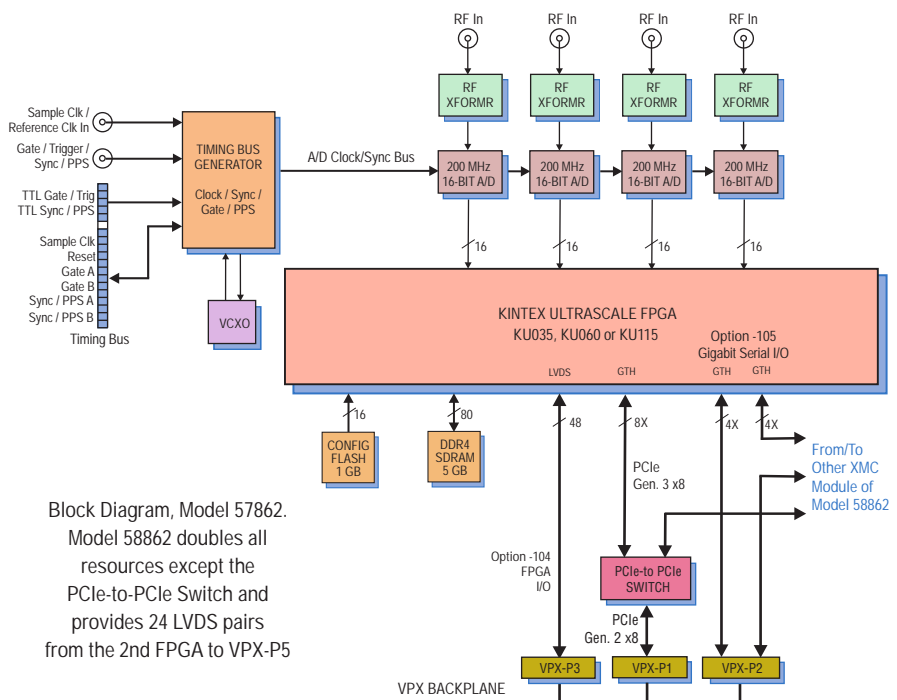 RF In
RF In
RF In
RF In
RF
XFORMR
RF
XFORMR
RF
XFORMR
RF
XFORMR
Sample Clk /
Reference Clk In
Gate / Trigger /
Sync / PPS
TTL Gate / Trig
TTL Sync / PPS
Sample Clk
Reset
Gate A
Gate B
Sync / PPS A
Sync / PPS B
Timing Bus
TIMING BUS
GENERATOR
Clock / Sync /
Gate / PPS
VCXO
A/D Clock/Sync Bus
200 MHz
16-BIT A/D
200 MHz
16-BIT A/D
200 MHz
16-BIT A/D
200 MHz
16-BIT A/D
16
16
16
16
KINTEX ULTRASCALE FPGA
KU035, KU060 or KU115
Option -105
Gigabit Serial I/O
LVDS
GTH
GTH
GTH
16
80
48
8X
4X
4X
CONFIG
FLASH
1 GB
DDR4
SDRAM
5 GB
PCIe
Gen. 3 x8
From/To
Other XMC
Module of
Model 58862
Option -104
FPGA
I/O
PCIe-to PCIe
SWITCH
PCIe
Gen. 2 x8
Block Diagram, Model 57862.
Model 58862 doubles all
resources except the
PCIe-to-PCIe Switch and
provides 24 LVDS pairs
from the 2nd FPGA to VPX-P5
VPX-P3
VPX-P1
VPX-P2
VPX BACKPLANE